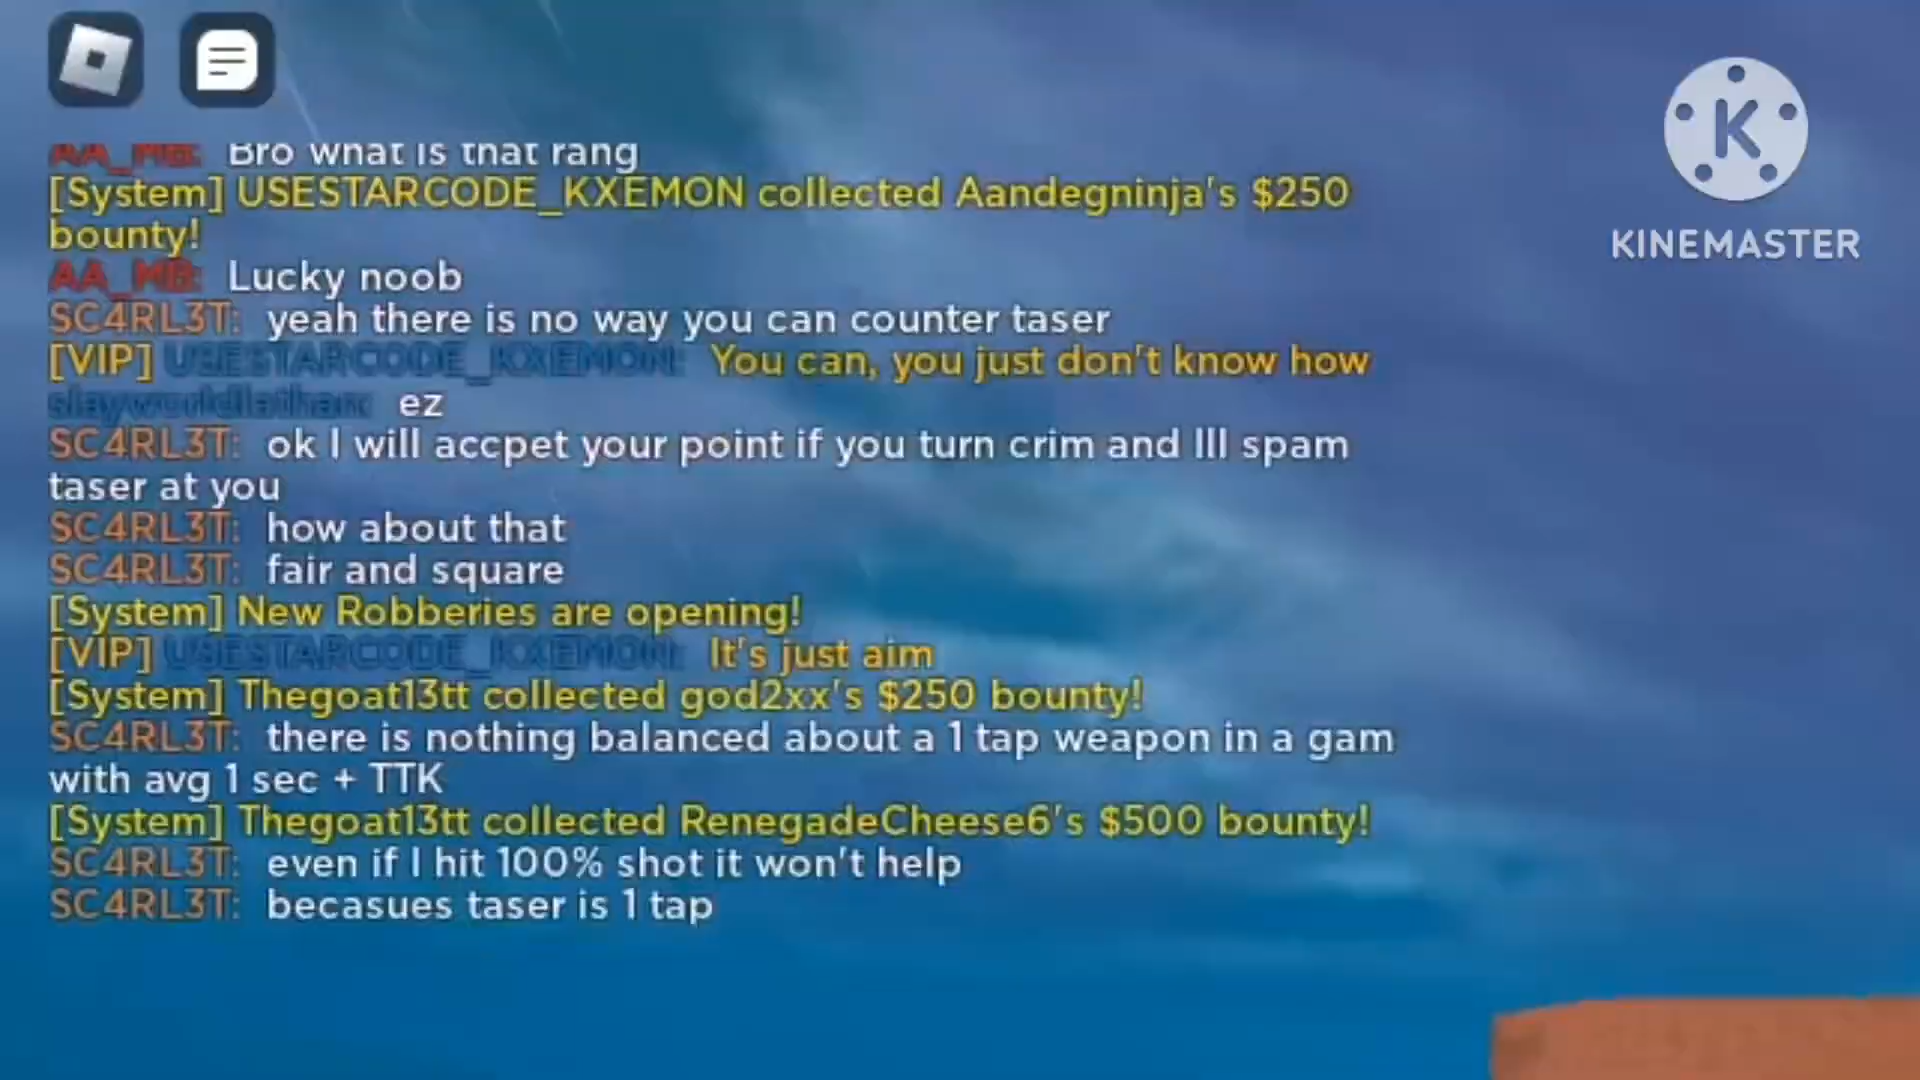 AA_MB: Bro what is that rang
[System] USESTARCODE_KXEMON collected Aandegninja's $250
bounty!
AA_MB: Lucky noob
SC4RL3T: yeah there is no way you can counter taser
[VIP] USESTARCODE_KXEMON: You can, you just don't know how
ez
SC4RL3T: ok I will accpet your point if you turn crim and Ill spam
taser at you
SC4RL3T: how about that
SC4RL3T: fair and square
[System] New Robberies are opening!
[VIP] USESTARCODE_KXEMON: It's just aim
[System] Thegoat13tt collected god2xx's $250 bounty!
SC4RL3T: there is nothing balanced about a 1 tap weapon in a gam
with avg 1 sec + TTK
[System] Thegoat13tt collected RenegadeCheese6's $500 bounty!
SC4RL3T: even if I hit 100% shot it won't help
SC4RL3T: becasues taser is 1 tap
K
KINEMASTER